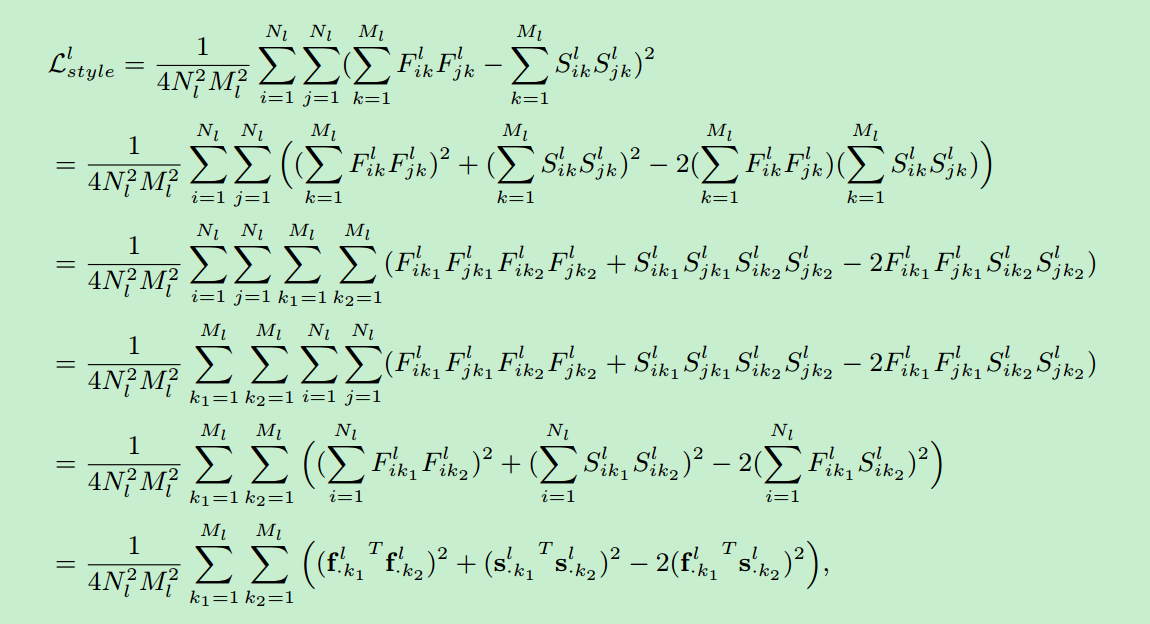 \mathcal{L}^l_{style} = \frac{1}{4N_l^2M_l^2} \sum_{i=1}^{N_l} \sum_{j=1}^{N_l} (\sum_{k=1}^{M_l} F^l_{ik} F^l_{jk} - \sum_{k=1}^{M_l} S^l_{ik} S^l_{jk})^2
= \frac{1}{4N_l^2M_l^2} \sum_{i=1}^{N_l} \sum_{j=1}^{N_l} \Big( (\sum_{k=1}^{M_l} F^l_{ik} F^l_{jk})^2 + (\sum_{k=1}^{M_l} S^l_{ik} S^l_{jk})^2 - 2(\sum_{k=1}^{M_l} F^l_{ik} F^l_{jk})(\sum_{k=1}^{M_l} S^l_{ik} S^l_{jk}) \Big)
= \frac{1}{4N_l^2M_l^2} \sum_{i=1}^{N_l} \sum_{j=1}^{N_l} \sum_{k_1=1}^{M_l} \sum_{k_2=1}^{M_l} (F^l_{ik_1} F^l_{jk_1} F^l_{ik_2} F^l_{jk_2} + S^l_{ik_1} S^l_{jk_1} S^l_{ik_2} S^l_{jk_2} - 2F^l_{ik_1} F^l_{jk_1} S^l_{ik_2} S^l_{jk_2})
= \frac{1}{4N_l^2M_l^2} \sum_{k_1=1}^{M_l} \sum_{k_2=1}^{M_l} \sum_{i=1}^{N_l} \sum_{j=1}^{N_l} (F^l_{ik_1} F^l_{jk_1} F^l_{ik_2} F^l_{jk_2} + S^l_{ik_1} S^l_{jk_1} S^l_{ik_2} S^l_{jk_2} - 2F^l_{ik_1} F^l_{jk_1} S^l_{ik_2} S^l_{jk_2})
= \frac{1}{4N_l^2M_l^2} \sum_{k_1=1}^{M_l} \sum_{k_2=1}^{M_l} \Big( (\sum_{i=1}^{N_l} F^l_{ik_1} F^l_{ik_2})^2 + (\sum_{i=1}^{N_l} S^l_{ik_1} S^l_{ik_2})^2 - 2(\sum_{i=1}^{N_l} F^l_{ik_1} S^l_{ik_2})^2 \Big)
= \frac{1}{4N_l^2M_l^2} \sum_{k_1=1}^{M_l} \sum_{k_2=1}^{M_l} \Big( ({\mathbf{f}^l_{\cdot k_1}}^T \mathbf{f}^l_{\cdot k_2})^2 + ({\mathbf{s}^l_{\cdot k_1}}^T \mathbf{s}^l_{\cdot k_2})^2 - 2({\mathbf{f}^l_{\cdot k_1}}^T \mathbf{s}^l_{\cdot k_2})^2 \Big),